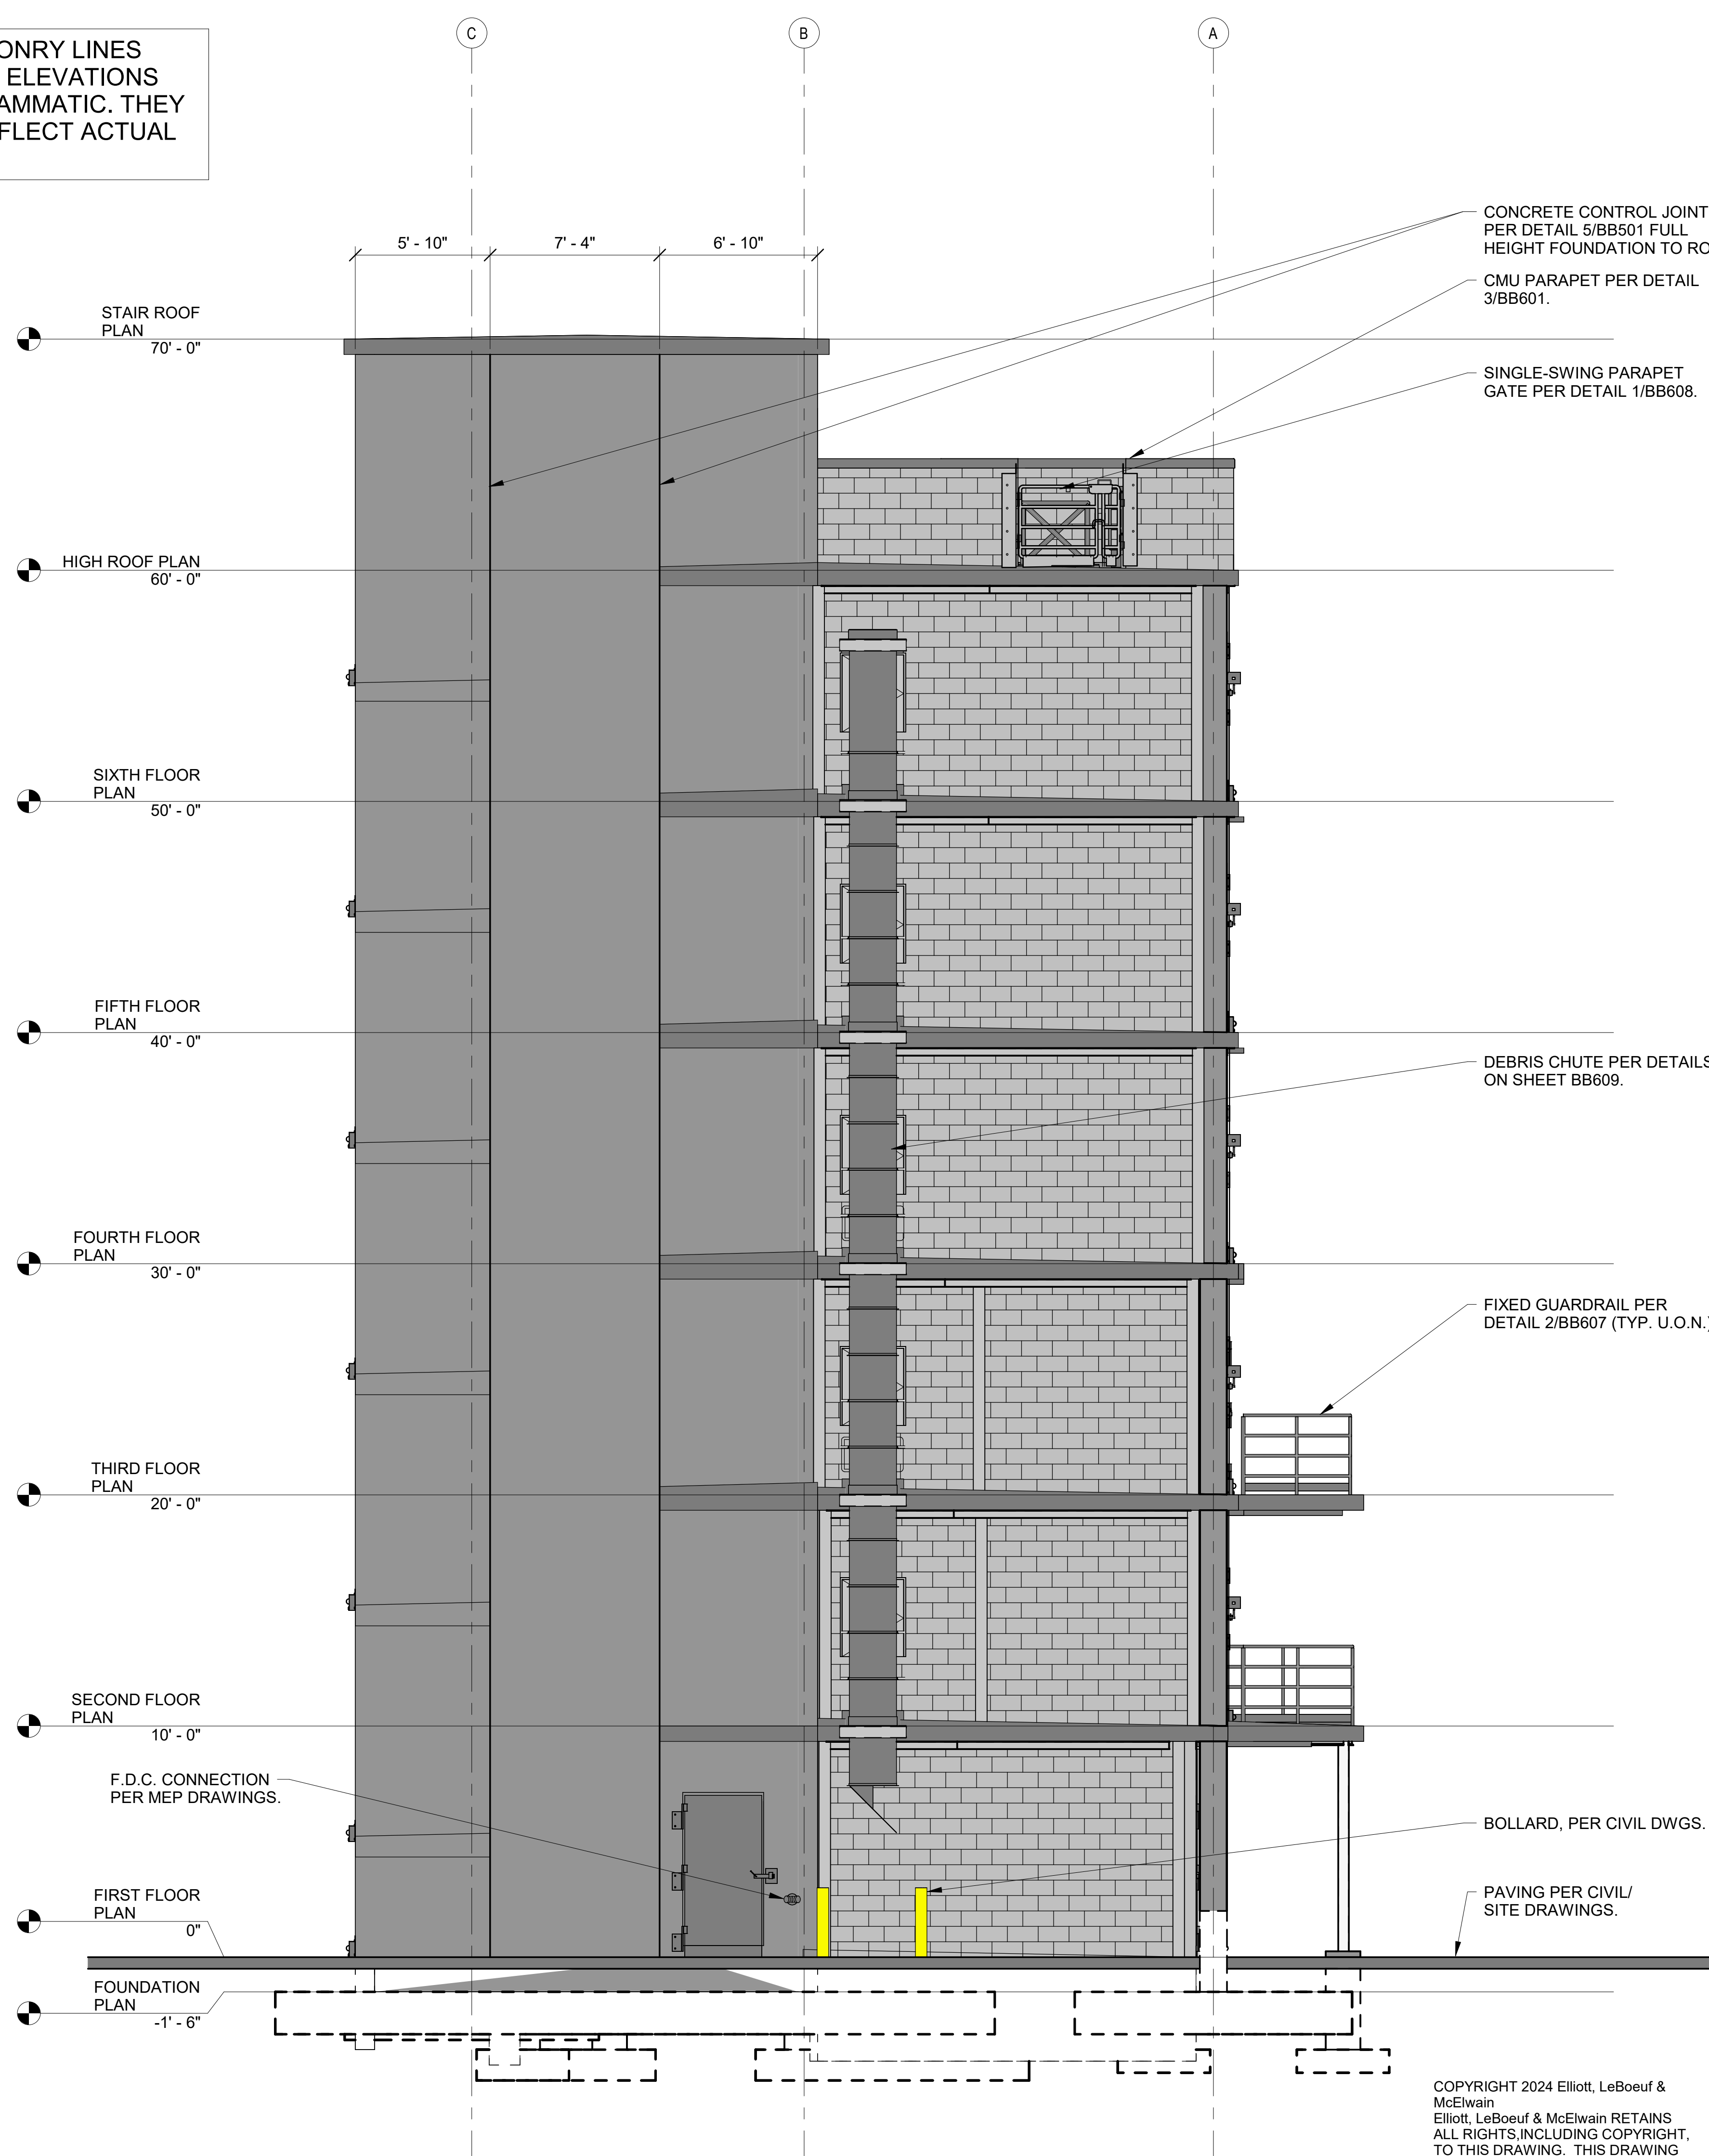 C
B
A
ONRY LINES
ELEVATIONS
AMMATIC. THEY
FLECT ACTUAL
5' - 10"
7' - 4"
6' - 10"
CONCRETE CONTROL JOINT
PER DETAIL 5/BB501 FULL
HEIGHT FOUNDATION TO RO
CMU PARAPET PER DETAIL
3/BB601.
SINGLE-SWING PARAPET
GATE PER DETAIL 1/BB608.
STAIR ROOF
PLAN
70' - 0"
HIGH ROOF PLAN
60' - 0"
SIXTH FLOOR
PLAN
50' - 0"
FIFTH FLOOR
PLAN
40' - 0"
DEBRIS CHUTE PER DETAILS
ON SHEET BB609.
FOURTH FLOOR
PLAN
30' - 0"
FIXED GUARDRAIL PER
DETAIL 2/BB607 (TYP. U.O.N.)
THIRD FLOOR
PLAN
20' - 0"
SECOND FLOOR
PLAN
10' - 0"
F.D.C. CONNECTION
PER MEP DRAWINGS.
BOLLARD, PER CIVIL DWGS.
FIRST FLOOR
PLAN
0"
PAVING PER CIVIL/
SITE DRAWINGS.
FOUNDATION
PLAN
-1' - 6"
COPYRIGHT 2024 Elliott, LeBoeuf &
McElwain
Elliott, LeBoeuf & McElwain RETAINS
ALL RIGHTS,INCLUDING COPYRIGHT,
TO THIS DRAWING. THIS DRAWING